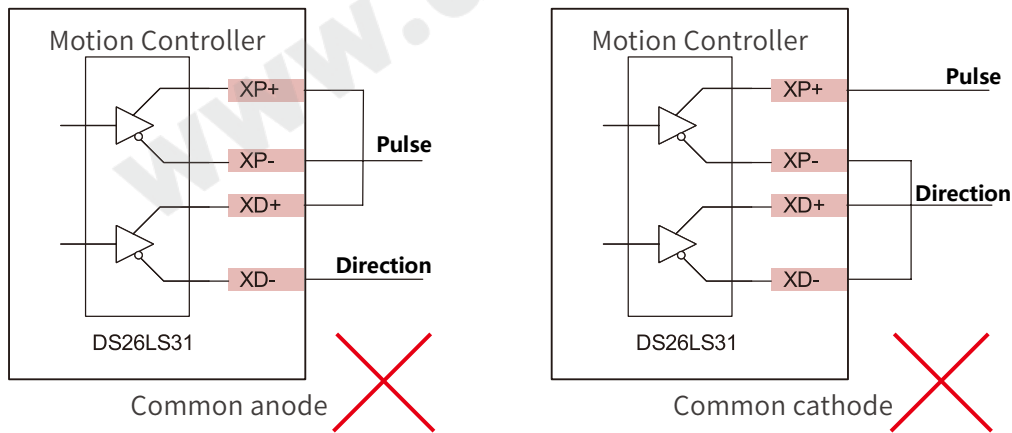 Motion Controller
XP+
Pulse
XP-
XD+
Direction
XD-
DS26LS31
Common anode
Motion Controller
Pulse
XP+
XP-
Direction
XD+
XD-
DS26LS31
Common cathode
www.